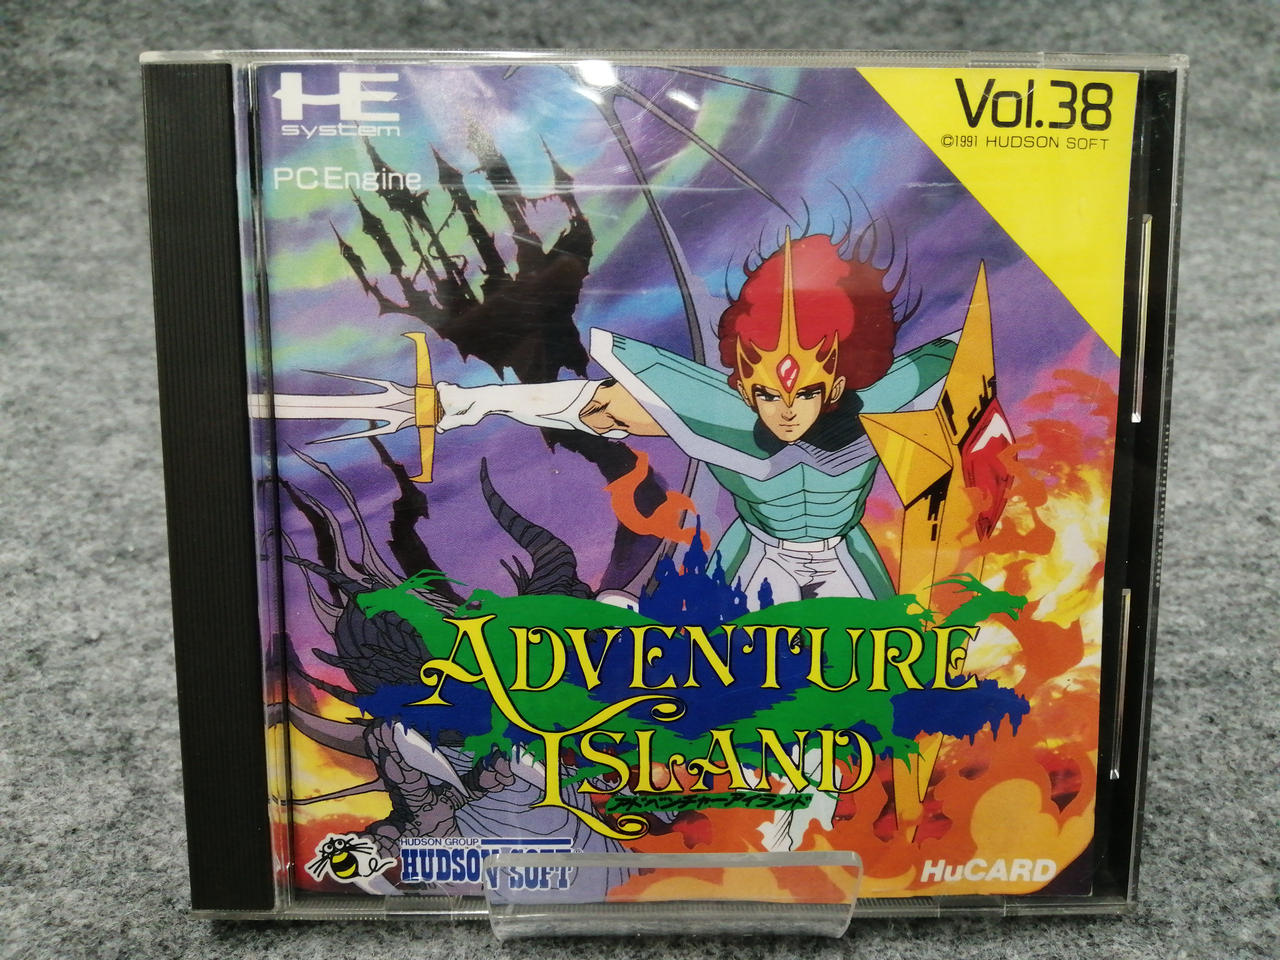 HE
system
PC Engine
Vol.38
©1991 HUDSON SOFT
ADVENTURE
ISLAND
アドベンチャーアイランド
HUDSON GROUP
HUDSON SOFT
HuCARD